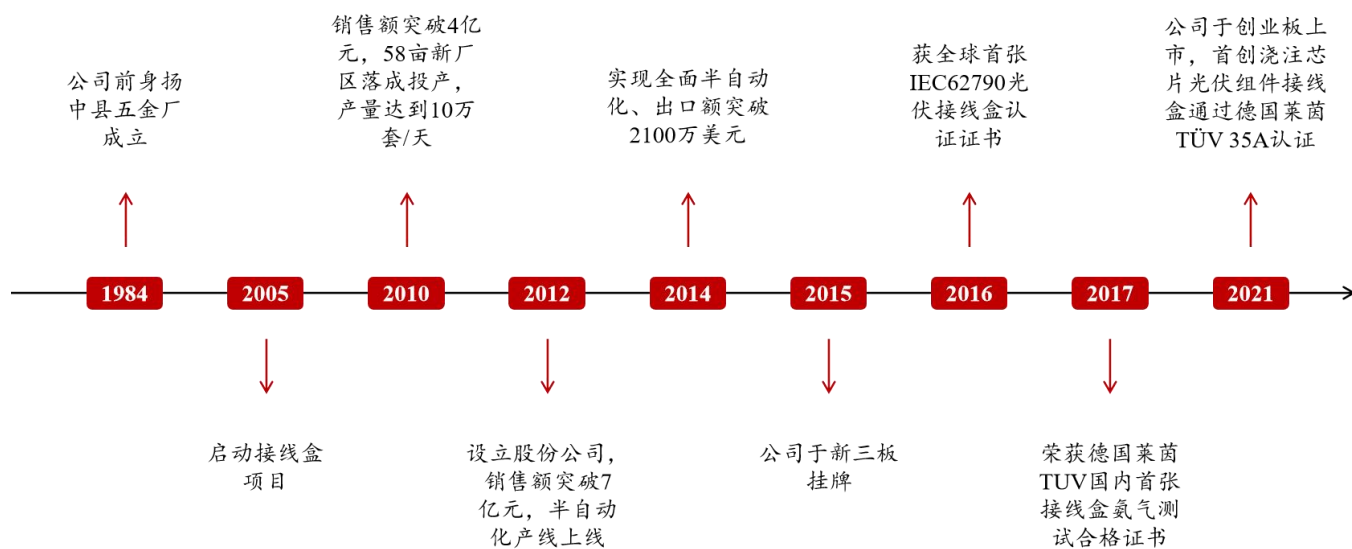 公司前身扬
中县五金厂
成立
销售额突破4亿
元，58亩新厂
区落成投产，
产量达到10万
套/天
实现全面半自动
化、出口额突破
2100万美元
获全球首张
IEC62790光
伏接线盒认
证证书
公司于创业板上
市，首创浇注芯
片光伏组件接线
盒通过德国莱茵
TÜV 35A认证
1984
2005
2010
2012
2014
2015
2016
2017
2021
启动接线盒
项目
设立股份公司，
销售额突破7
亿元，半自动
化产线上线
公司于新三板
挂牌
荣获德国莱茵
TUV国内首张
接线盒氨气测
试合格证书